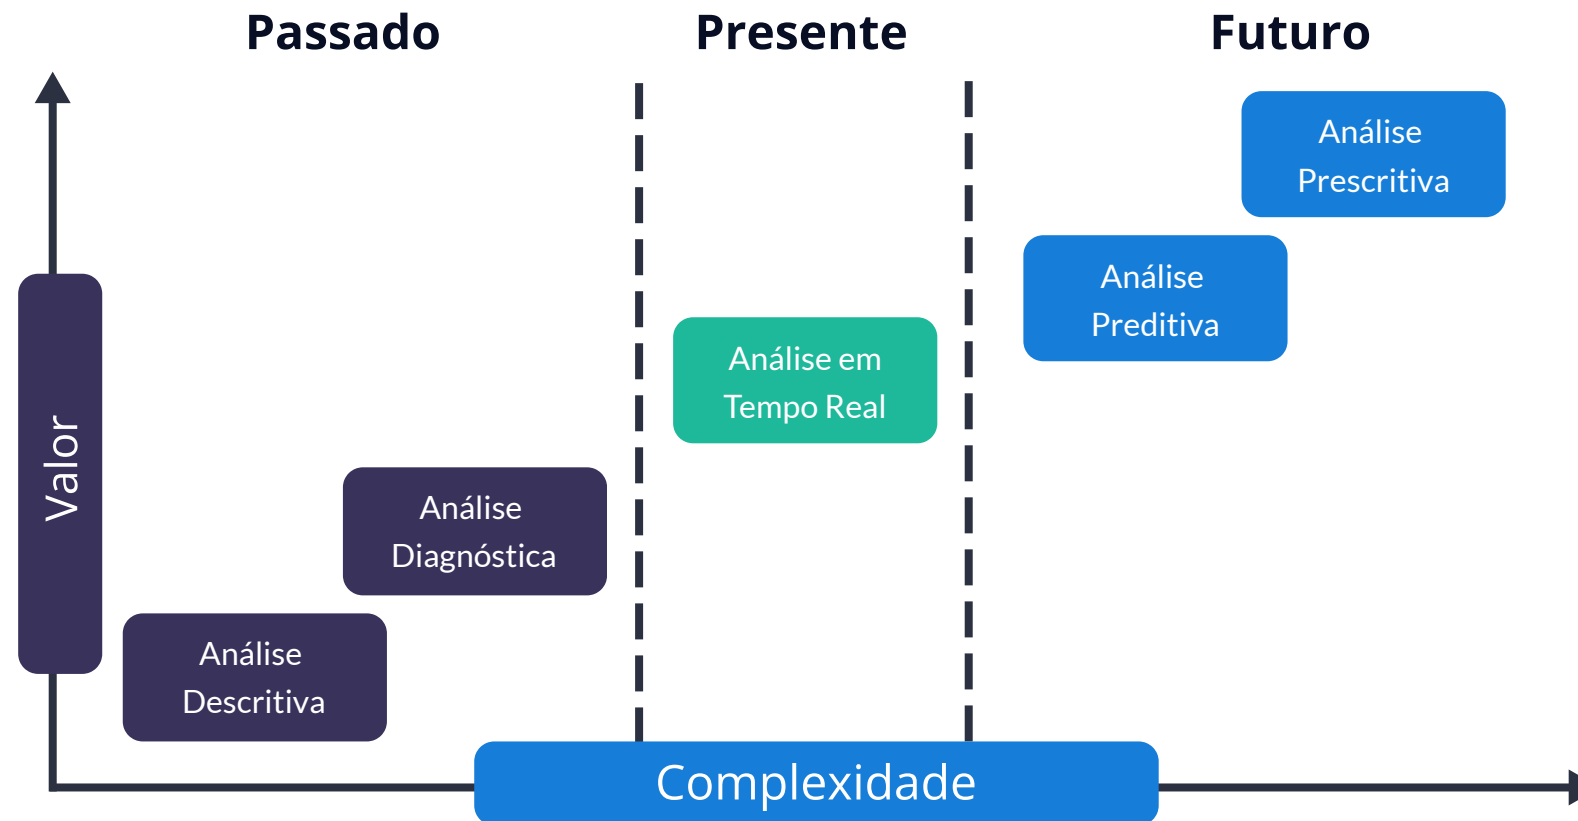 Passado
Presente
Futuro
Análise
Prescritiva
Análise
Preditiva
Análise em
Tempo Real
Valor
Análise
Diagnóstica
Análise
Descritiva
Complexidade